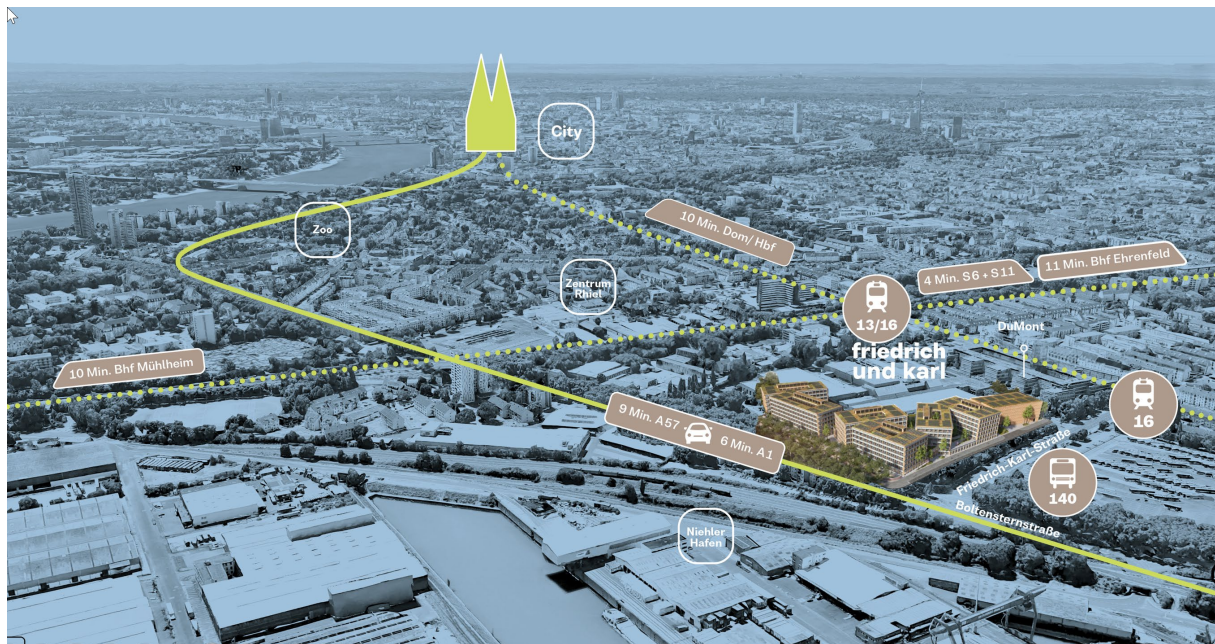 City
Zoo
10 Min. Dom/Hbf
Zentrum
Rhiel
4 Min. S6 + S11
11 Min. Bhf Ehrenfeld
13/16
DuMont
friedrich
und karl
10 Min. Bhf Mühlheim
16
9 Min. A57
6 Min. A1
Friedrich-Karl-Straße
140
Boltensternstraße
Niehler
Hafen